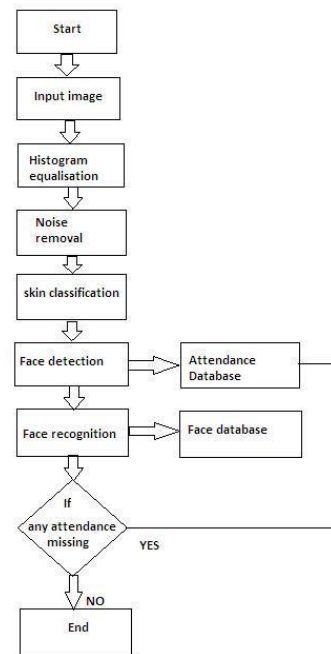 Start
Input image
Histogram
equalisation
Noise
removal
skin classification
Face detection
Attendance
Database
Face recognition
Face database
If
any attendance
missing
YES
NO
End